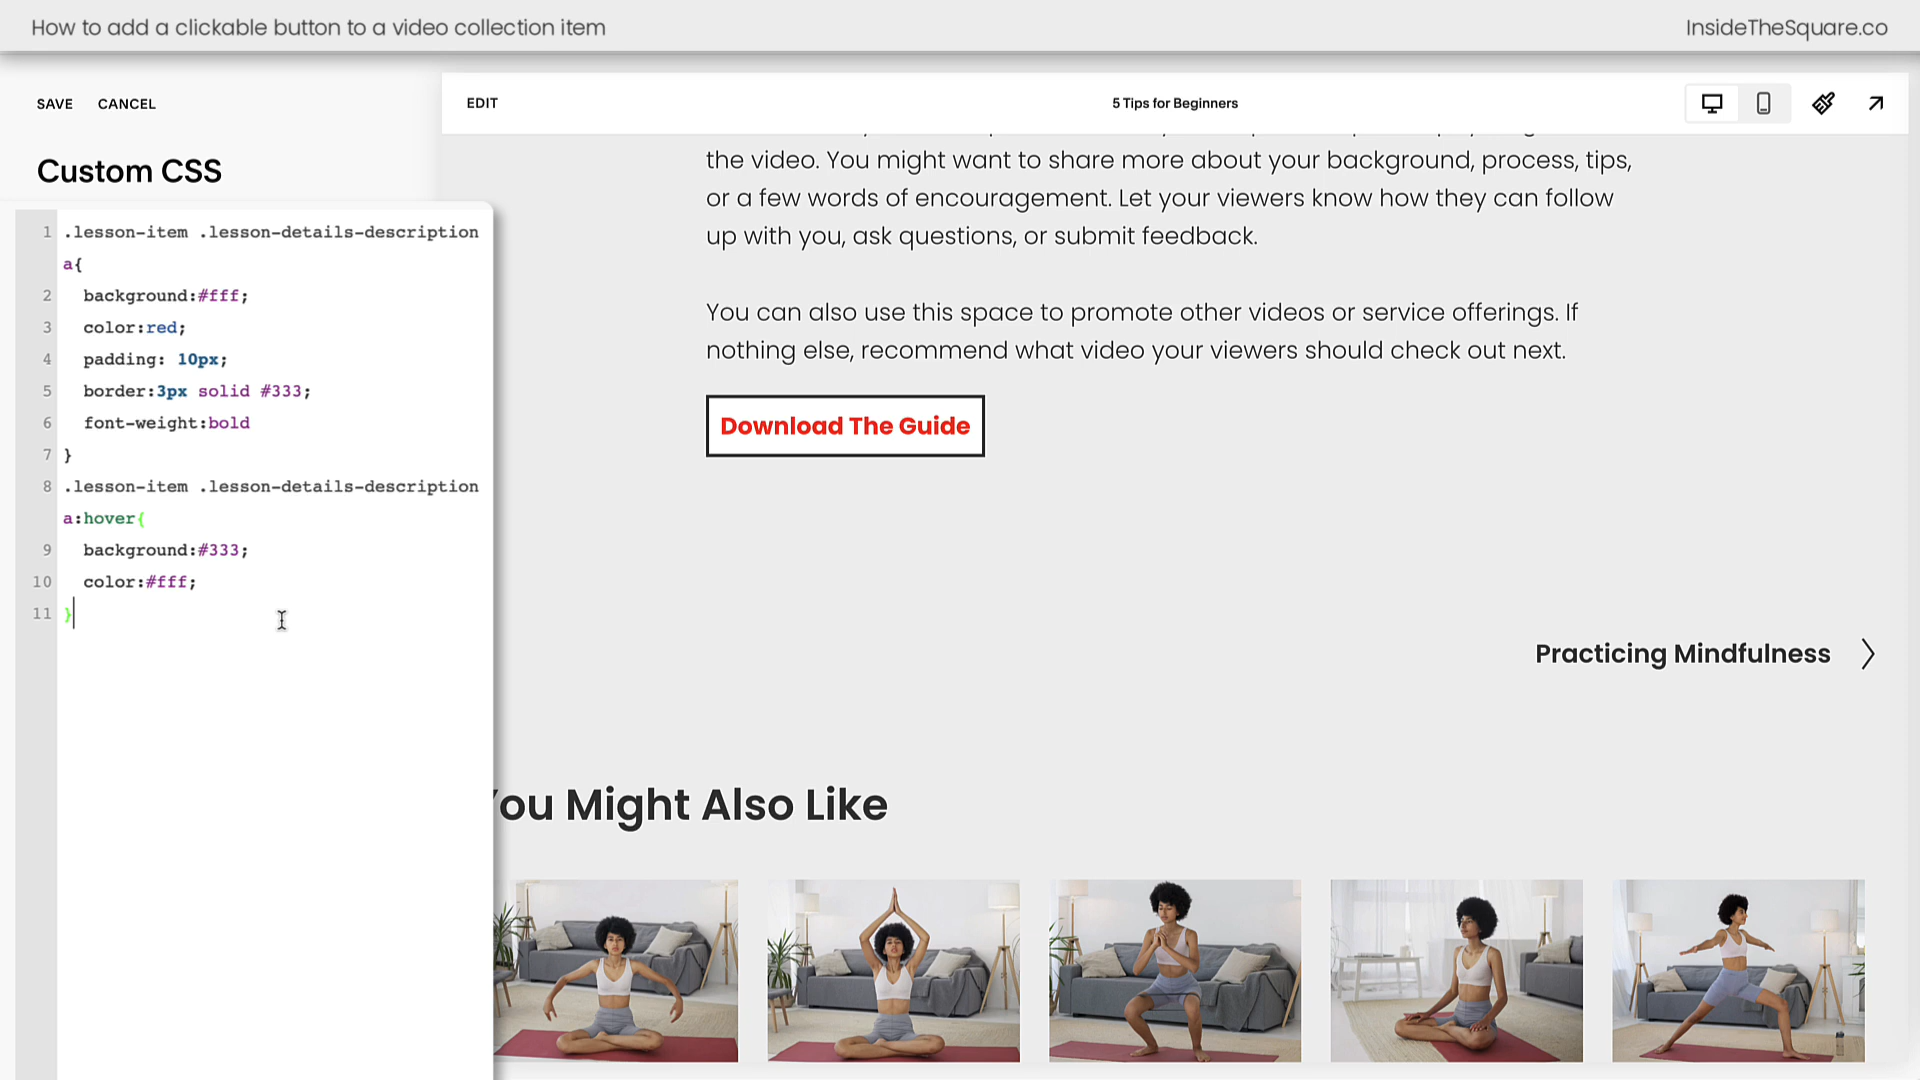 How to add a clickable button to a video collection item
InsideTheSquare.co
SAVE CANCEL
EDIT
5 Tips for Beginners
Custom CSS
1 .lesson-item .lesson-details-description
a{
2 background:#fff;
3 color:red;
4 padding: 10px;
5 border:3px solid #333;
6 font-weight:bold
7 }
8 .lesson-item .lesson-details-description
a:hover{
9 background:#333;
10 color:#fff;
11 }
the video. You might want to share more about your background, process, tips,
or a few words of encouragement. Let your viewers know how they can follow
up with you, ask questions, or submit feedback.
You can also use this space to promote other videos or service offerings. If
nothing else, recommend what video your viewers should check out next.
Download The Guide
Practicing Mindfulness
You Might Also Like